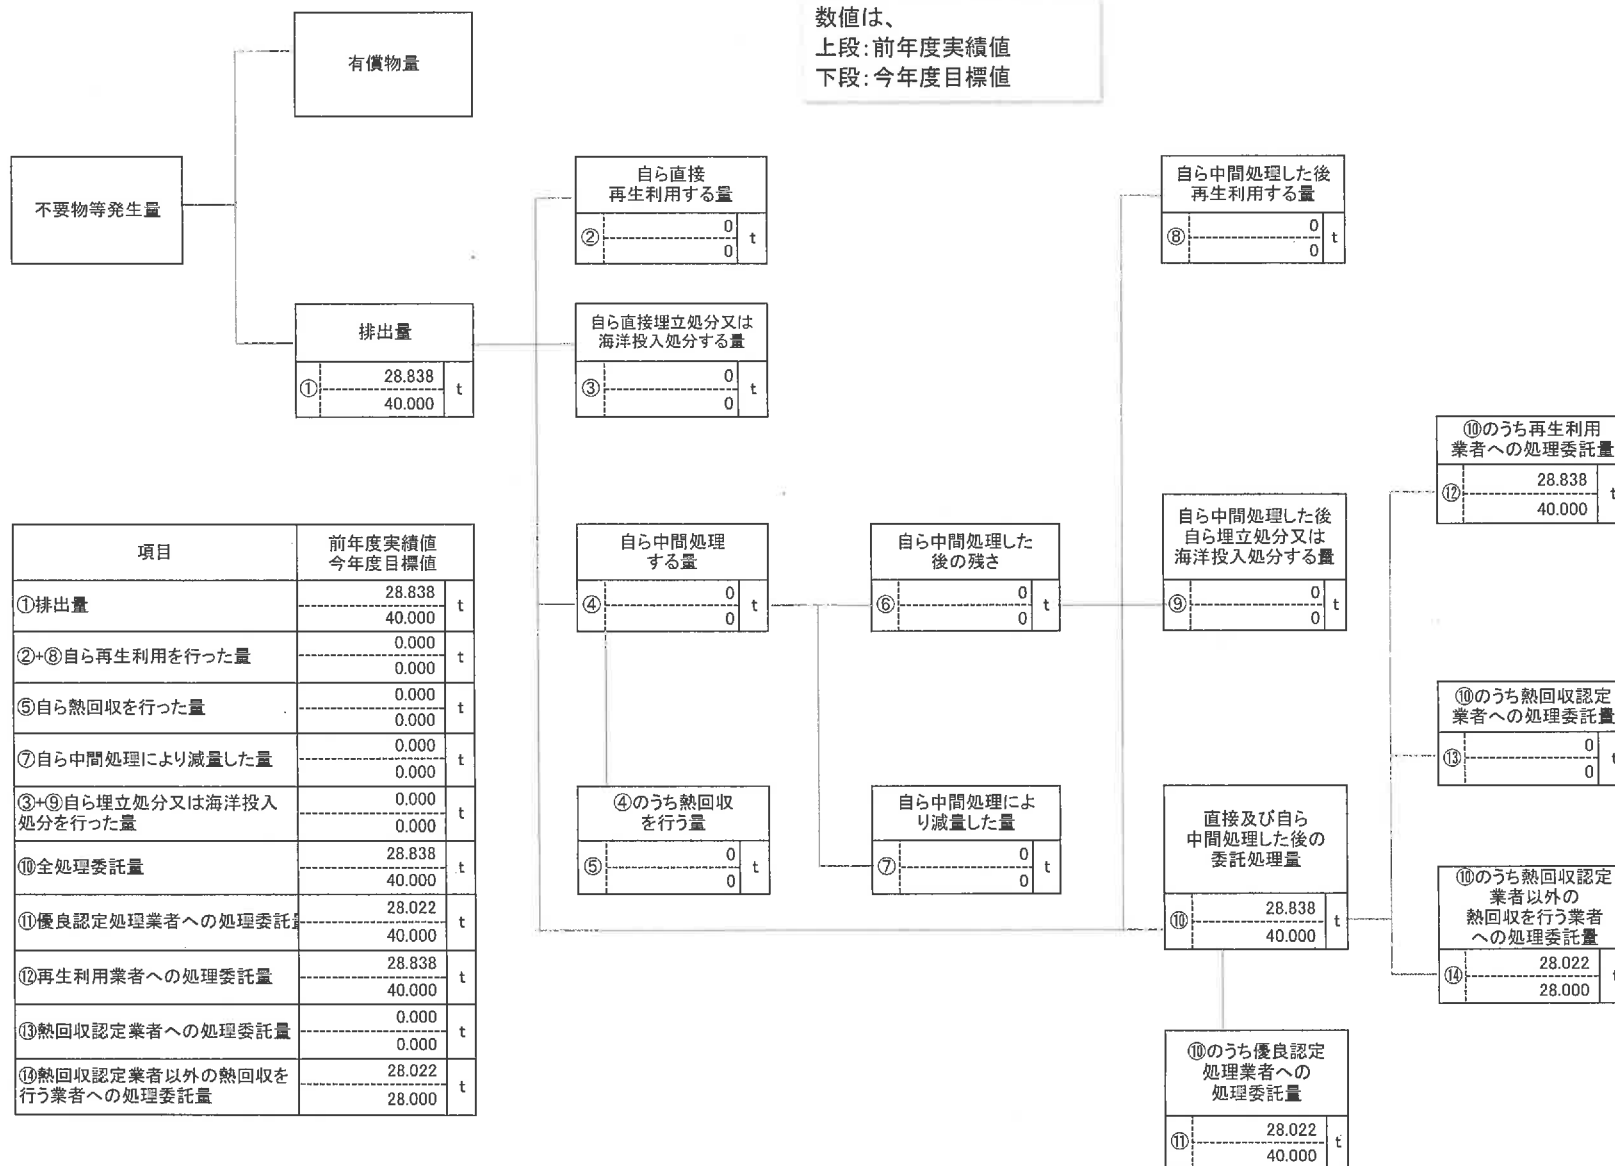 数値は、
上段:前年度実績値
下段:今年度目標値
有償物量
不要物等発生量
排出量
①
28.838
40.000
t
自ら直接
再生利用する量
②
0
0
t
自ら直接埋立処分又は
海洋投入処分する量
③
0
0
t
自ら中間処理
する量
④
0
0
t
④のうち熱回収
を行う量
⑤
0
0
t
自ら中間処理した
後の残さ
⑥
0
0
t
自ら中間処理によ
り減量した量
⑦
0
0
t
自ら中間処理した後
再生利用する量
⑧
0
0
t
自ら中間処理した後
自ら埋立処分又は
海洋投入処分する量
⑨
0
0
t
直接及び自ら
中間処理した後の
委託処理量
⑩
28.838
40.000
t
⑩のうち優良認定
処理業者への
処理委託量
⑪
28.022
40.000
t
⑩のうち再生利用
業者への処理委託量
⑫
28.838
40.000
t
⑩のうち熱回収認定
業者への処理委託量
⑬
0
0
t
⑩のうち熱回収認定
業者以外の
熱回収を行う業者
への処理委託量
⑭
28.022
28.000
t
項目
前年度実績値
今年度目標値
①排出量
28.838
40.000
t
②+⑧自ら再生利用を行った量
0.000
0.000
t
⑤自ら熱回収を行った量
0.000
0.000
t
⑦自ら中間処理により減量した量
0.000
0.000
t
③+⑨自ら埋立処分又は海洋投入
処分を行った量
0.000
0.000
t
⑩全処理委託量
28.838
40.000
t
⑪優良認定処理業者への処理委託
28.022
40.000
t
⑫再生利用業者への処理委託量
28.838
40.000
t
⑬熱回収認定業者への処理委託量
0.000
0.000
t
⑭熱回収認定業者以外の熱回収を
行う業者への処理委託量
28.022
28.000
t